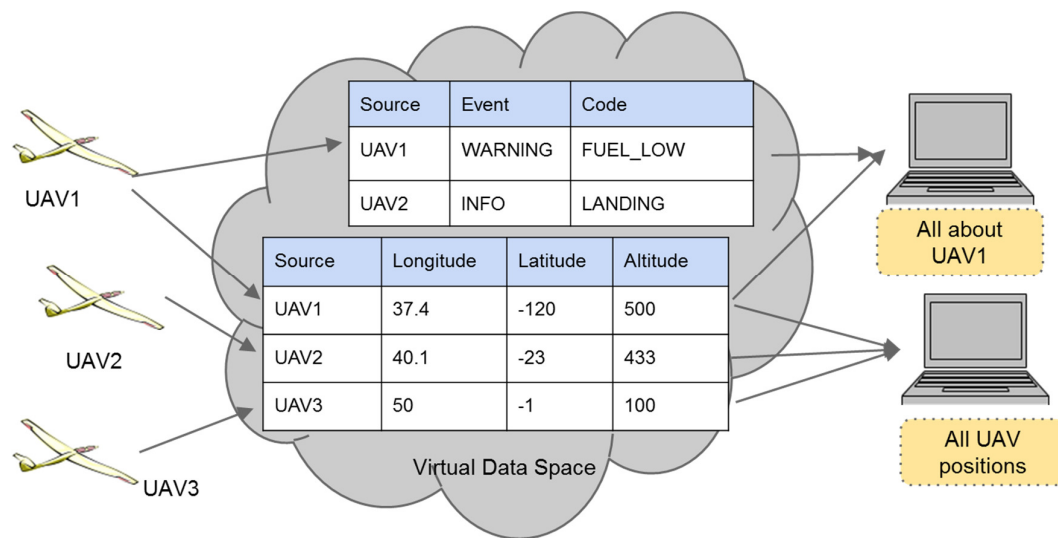 Source Event Code
UAV1 WARNING FUEL_LOW
UAV2 INFO LANDING
UAV1
UAV2
UAV3
Source Longitude Latitude Altitude
UAV1 37.4 -120 500
UAV2 40.1 -23 433
UAV3 50 -1 100
Virtual Data Space
All about
UAV1
All UAV
positions